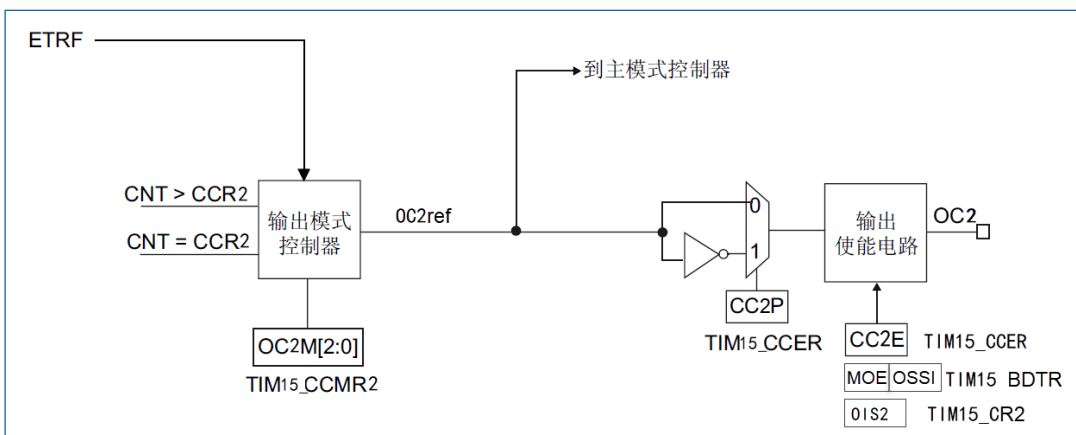 ETRF
到主模式控制器
CNT > CCR2
CNT = CCR2
输出模式
控制器
OC2ref
0
1
输出
使能电路
OC2
OC2M[2:0]
TIM15_CCMR2
CC2P
TIM15_CCER
CC2E TIM15_CCER
MOE OSSI TIM15 BDTR
OIS2 TIM15_CR2